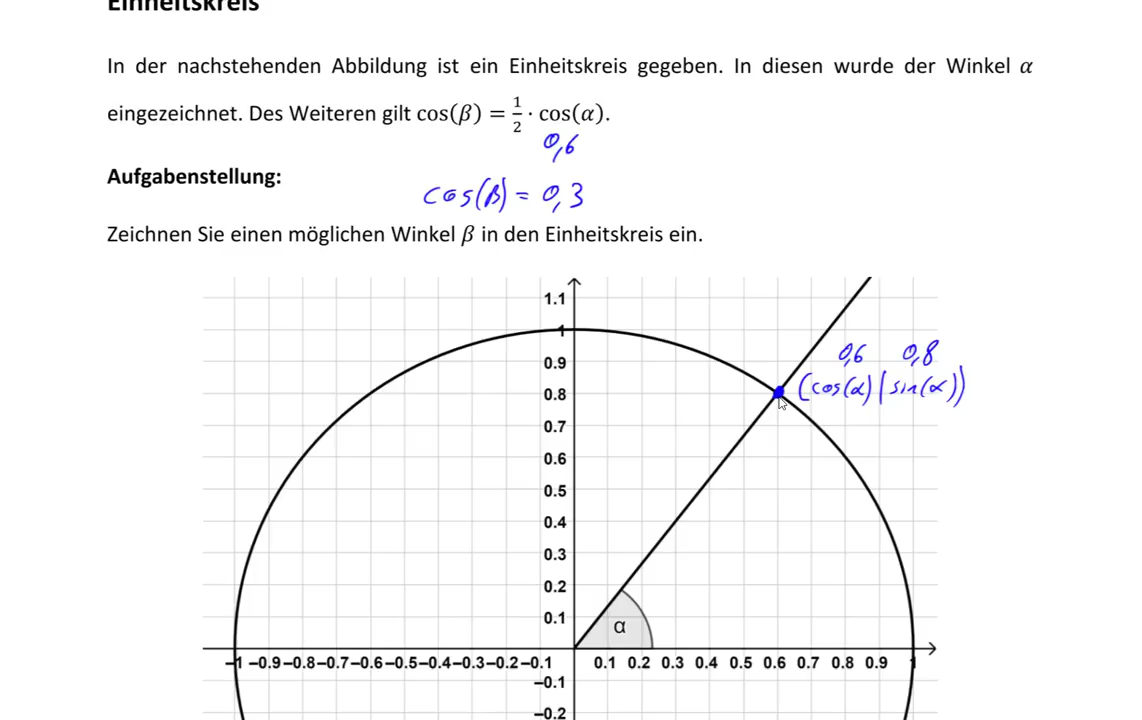 Einheitskreis
In der nachstehenden Abbildung ist ein Einheitskreis gegeben. In diesen wurde der Winkel α
eingezeichnet. Des Weiteren gilt cos(β) = 1/2 · cos(α).
0,6
Aufgabenstellung:
cos(β) = 0,3
Zeichnen Sie einen möglichen Winkel β in den Einheitskreis ein.
1.1
1
0,6 0,8
0.9
(cos(α) | sin(α))
0.8
0.7
0.6
0.5
0.4
0.3
0.2
0.1
α
−1 −0.9 −0.8 −0.7 −0.6 −0.5 −0.4 −0.3 −0.2 −0.1 0.1 0.2 0.3 0.4 0.5 0.6 0.7 0.8 0.9 1
−0.1
−0.2